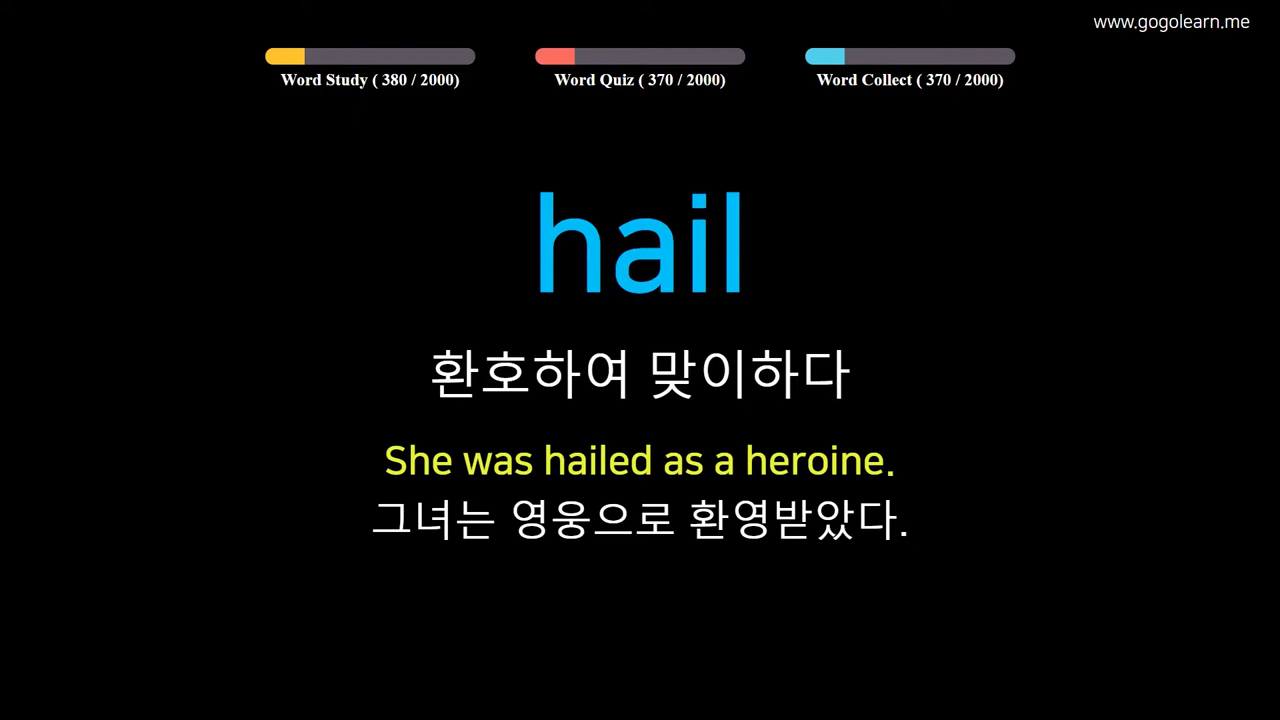 www.gogolearn.me
Word Study ( 380 / 2000)
Word Quiz ( 370 / 2000)
Word Collect ( 370 / 2000)
hail
환호하여 맞이하다
She was hailed as a heroine.
그녀는 영웅으로 환영받았다.